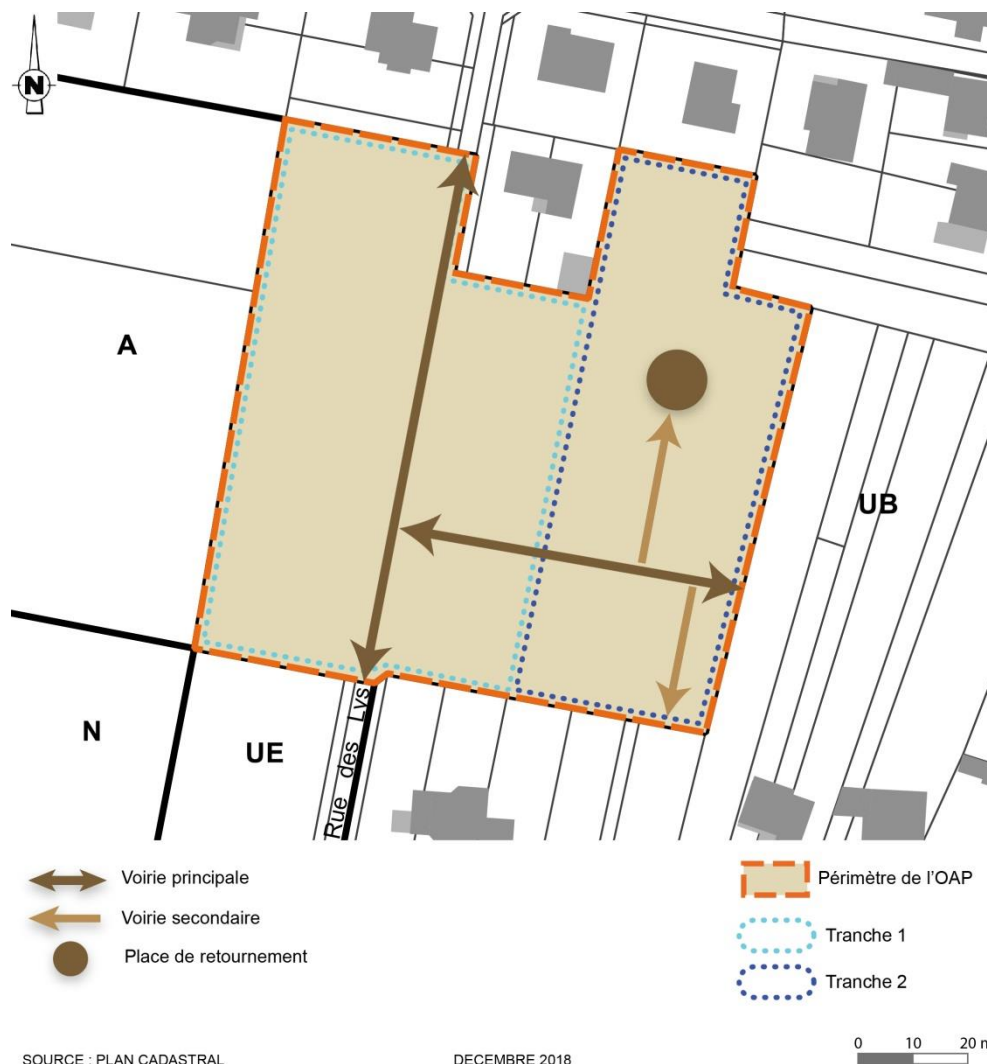 N
A
UB
N
UE
Rue des Lys
Voirie principale
Voirie secondaire
Place de retournement
Périmètre de l'OAP
Tranche 1
Tranche 2
SOURCE : PLAN CADASTRAL
DECEMBRE 2018
0 10 20 m